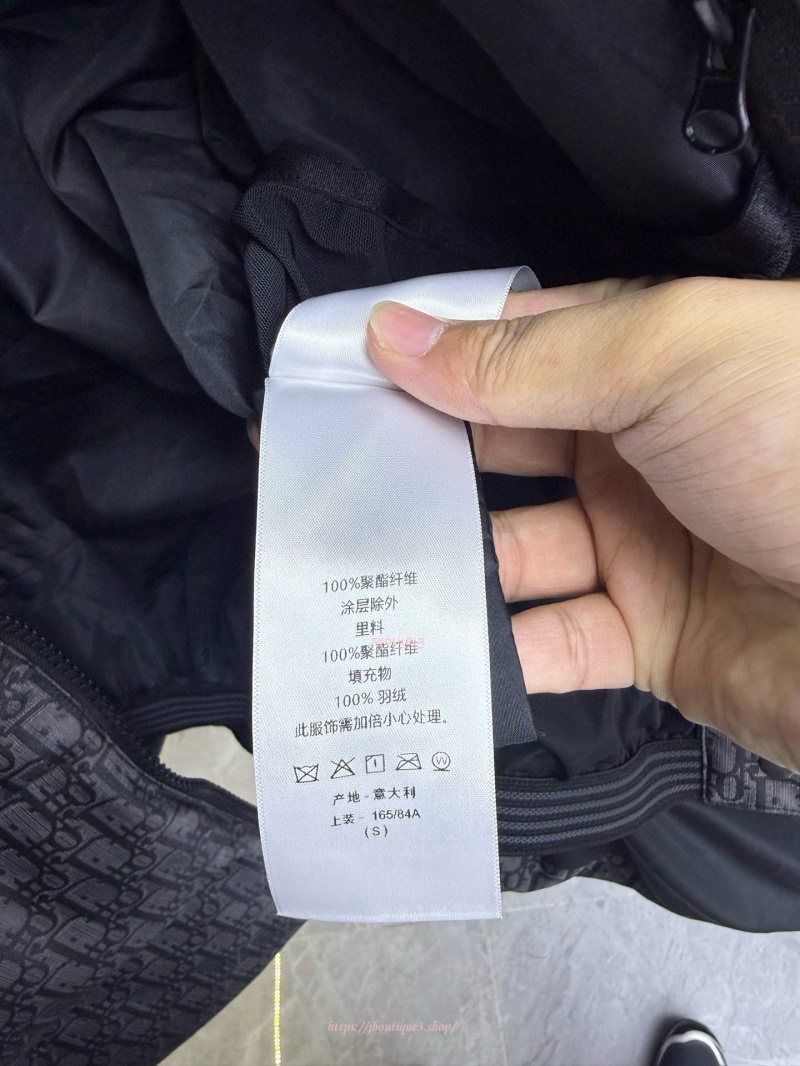 100%聚酯纤维
涂层除外
里料
100%聚酯纤维
填充物
100% 羽绒
此服饰需加倍小心处理。
W
产地 - 意大利
上装 - 165/84A
(S)
https://jboutique3.shop/